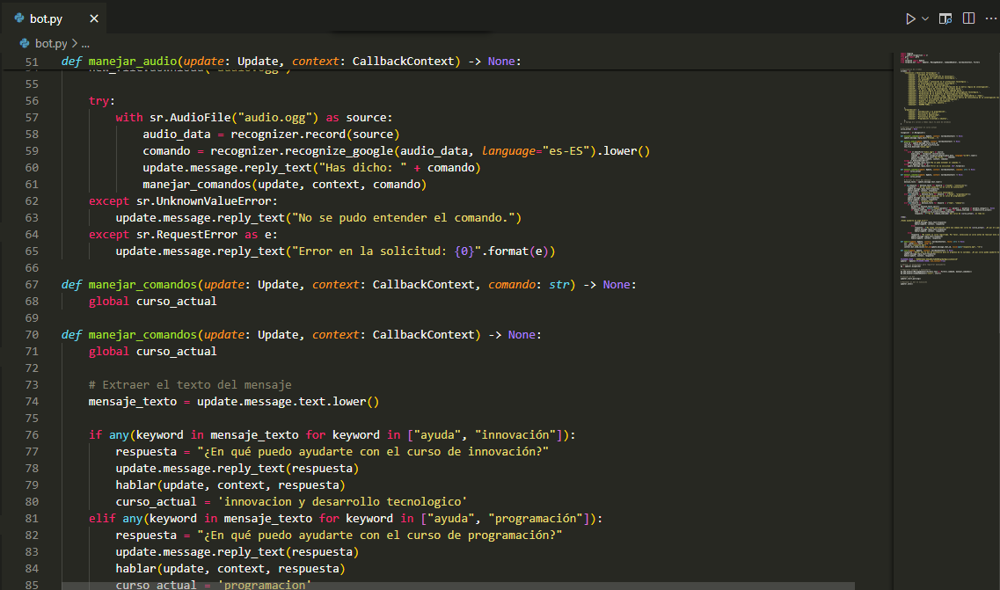 bot.py
bot.py > ...
51 def manejar_audio(update: Update, context: CallbackContext) -> None:
55
56 try:
57 with sr.AudioFile("audio.ogg") as source:
58 audio_data = recognizer.record(source)
59 comando = recognizer.recognize_google(audio_data, language="es-ES").lower()
60 update.message.reply_text("Has dicho: " + comando)
61 manejar_comandos(update, context, comando)
62 except sr.UnknownValueError:
63 update.message.reply_text("No se pudo entender el comando.")
64 except sr.RequestError as e:
65 update.message.reply_text("Error en la solicitud: {0}".format(e))
66
67 def manejar_comandos(update: Update, context: CallbackContext, comando: str) -> None:
68 global curso_actual
69
70 def manejar_comandos(update: Update, context: CallbackContext) -> None:
71 global curso_actual
72
73 # Extraer el texto del mensaje
74 mensaje_texto = update.message.text.lower()
75
76 if any(keyword in mensaje_texto for keyword in ["ayuda", "innovación"]):
77 respuesta = "¿En qué puedo ayudarte con el curso de innovación?"
78 update.message.reply_text(respuesta)
79 hablar(update, context, respuesta)
80 curso_actual = 'innovacion y desarrollo tecnologico'
81 elif any(keyword in mensaje_texto for keyword in ["ayuda", "programación"]):
82 respuesta = "¿En qué puedo ayudarte con el curso de programación?"
83 update.message.reply_text(respuesta)
84 hablar(update, context, respuesta)
85 curso_actual = 'programacion'